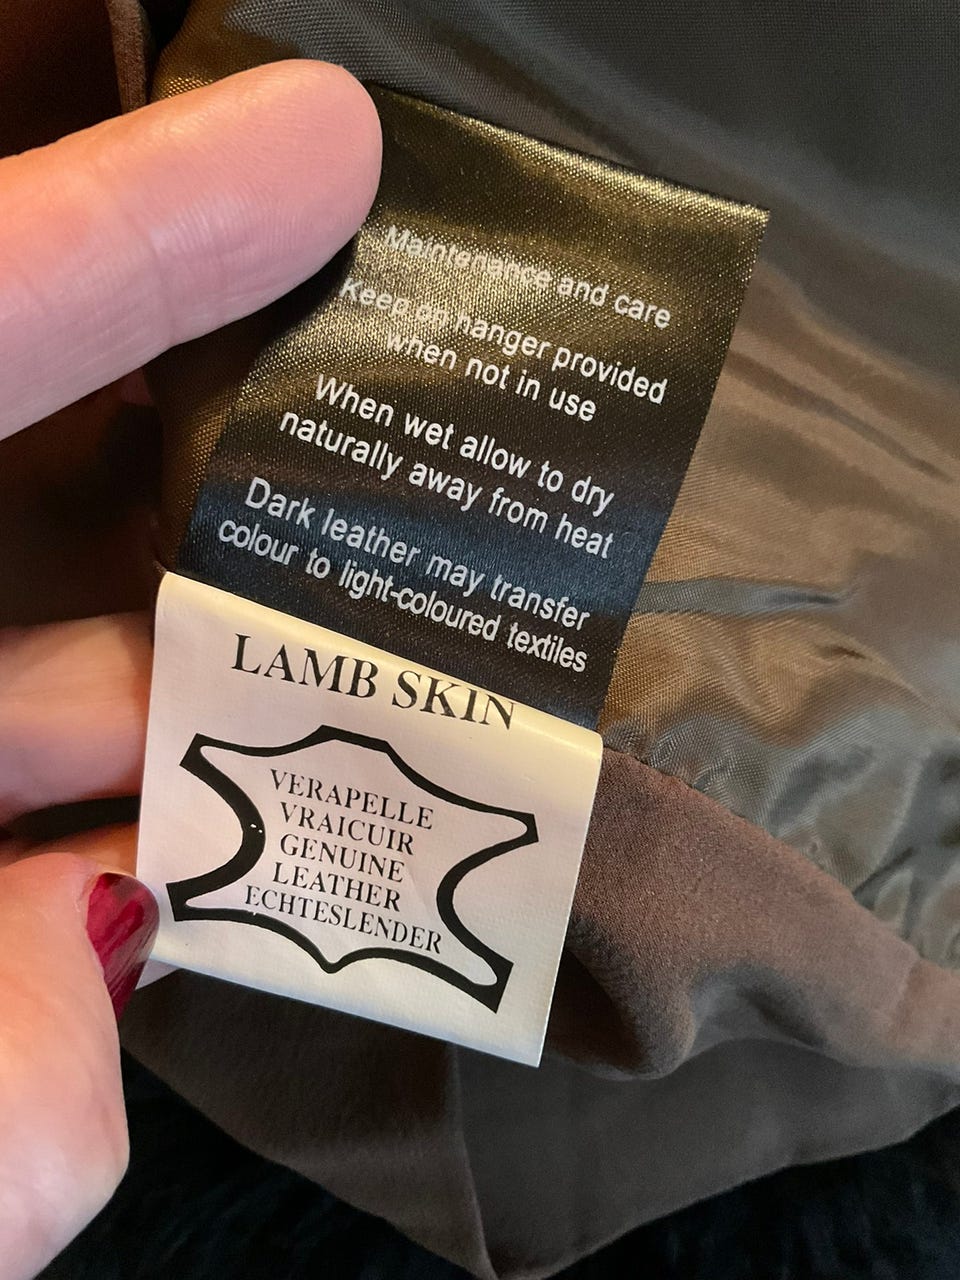 Maintenance and care
Keep on hanger provided
when not in use
When wet allow to dry
naturally away from heat
Dark leather may transfer
colour to light-coloured textiles
LAMB SKIN
VERAPELLE
VRAICUIR
GENUINE
LEATHER
ECHTESLENDER